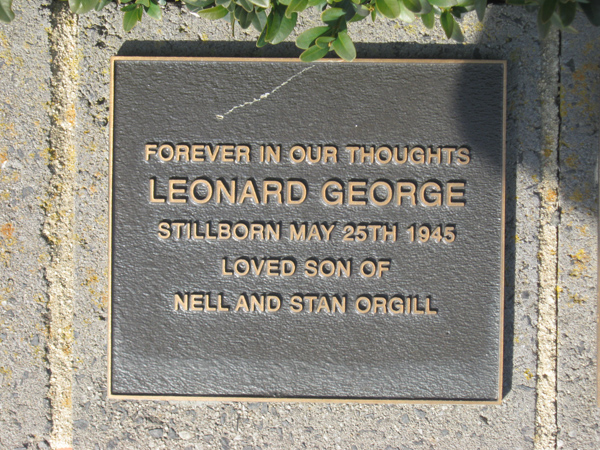 FOREVER IN OUR THOUGHTS
LEONARD GEORGE
STILLBORN MAY 25TH 1945
LOVED SON OF
NELL AND STAN ORGILL